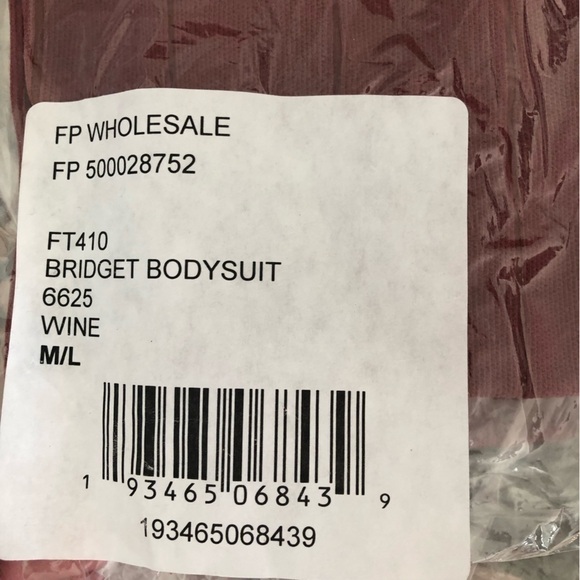 FP WHOLESALE
FP 500028752
FT410
BRIDGET BODYSUIT
6625
WINE
M/L
1 93465 06843 9
193465068439